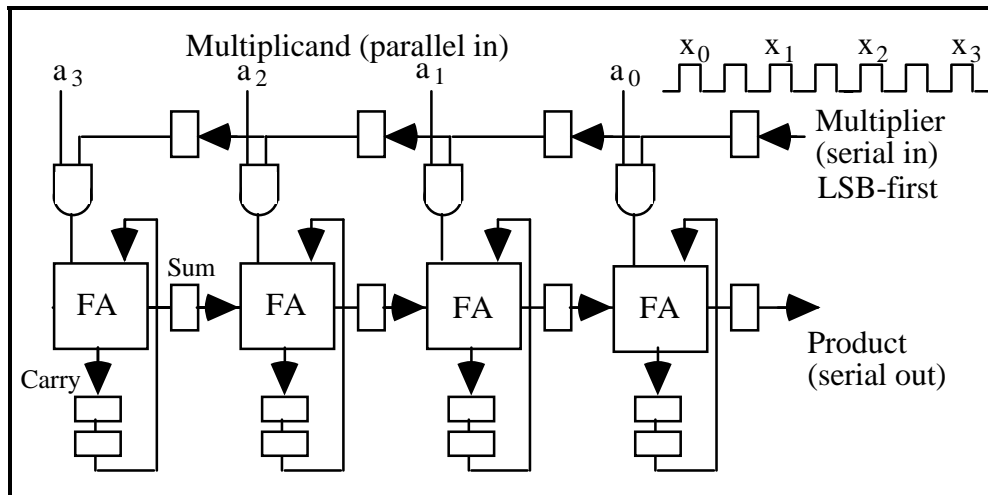 Multiplicand (parallel in)
x0 x1 x2 x3
a3 a2 a1 a0
Multiplier
(serial in)
LSB-first
Sum
FA FA FA FA
Product
(serial out)
Carry